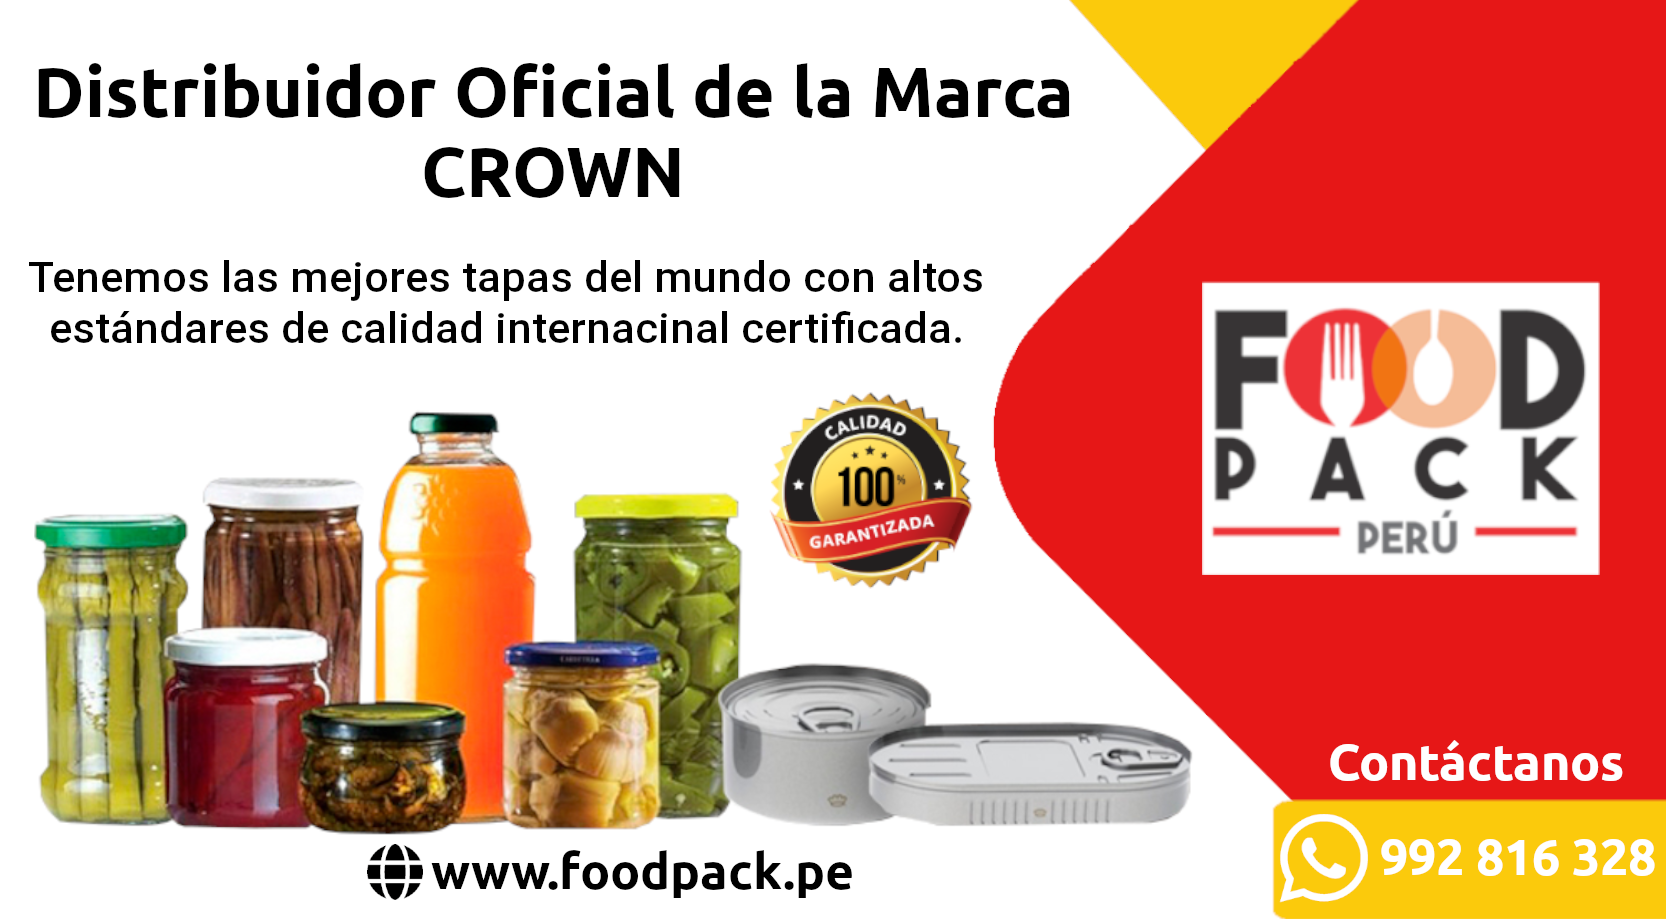 Distribuidor Oficial de la Marca
CROWN
Tenemos las mejores tapas del mundo con altos
estándares de calidad internacinal certificada.
CALIDAD
100%
GARANTIZADA
FOOD
PACK
PERÚ
Contáctanos
992 816 328
www.foodpack.pe